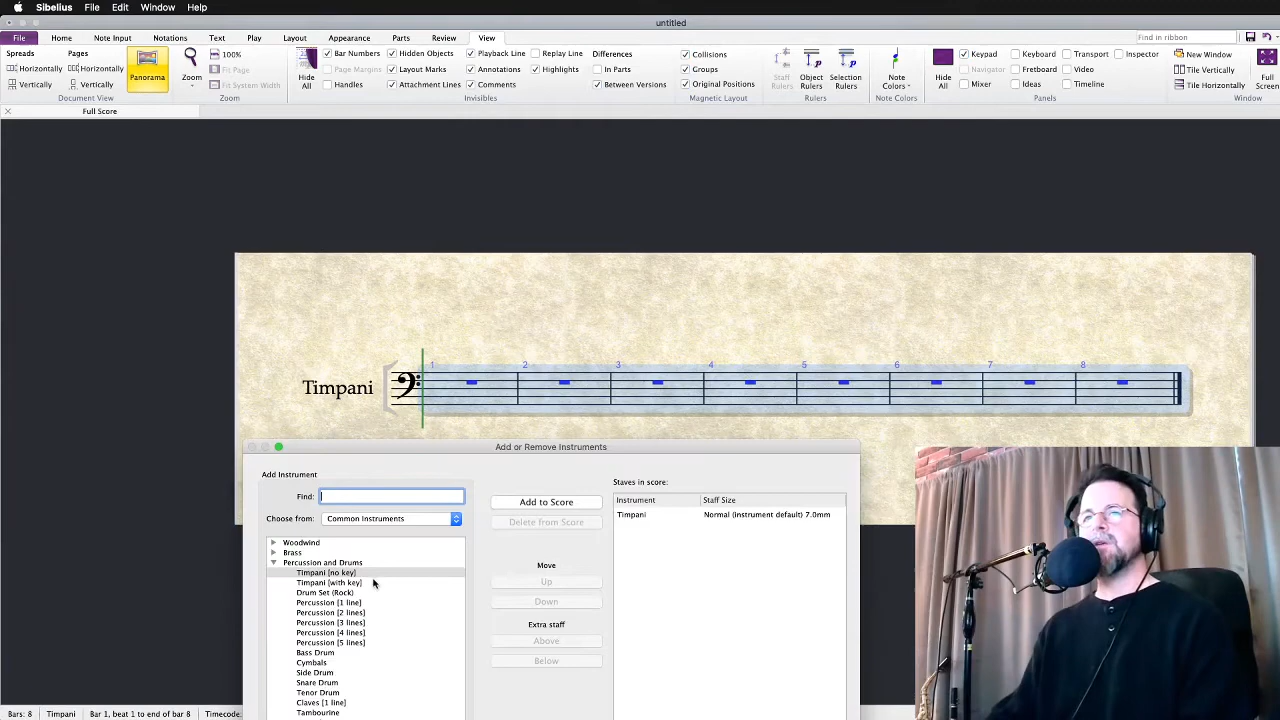 Sibelius File Edit Window Help
untitled
File Home Note Input Notations Text Play Layout Appearance Parts Review View Find in ribbon
Spreads Pages 100% Bar Numbers Hidden Objects Playback Line Replay Line Differences: Collisions Keypad Keyboard Transport Inspector New Window
Horizontally Horizontally Fit Page Page Margins Layout Marks Annotations Highlights In Parts Groups Navigator Fretboard Video Tile Vertically
Vertically Vertically Panorama Zoom Fit System Width Hide All Handles Attachment Lines Comments Between Versions Original Positions Staff Rulers Object Rulers Selection Rulers Note Colors Hide All Mixer Ideas Timeline Tile Horizontally Full Screen
Document View Zoom Invisibles Magnetic Layout Rulers Note Colors Panels Window
Full Score
1 2 3 4 5 6 7 8
Timpani
Add or Remove Instruments
Add Instrument
Staves in score:
Find:
Add to Score
Instrument Staff Size
Choose from: Common Instruments
Delete from Score
Timpani Normal (instrument default) 7.0mm
Woodwind
Brass
Percussion and Drums
Timpani [no key]
Timpani [with key]
Drum Set (Rock)
Percussion [1 line]
Percussion [2 lines]
Percussion [3 lines]
Percussion [4 lines]
Percussion [5 lines]
Bass Drum
Cymbals
Side Drum
Snare Drum
Tenor Drum
Claves [1 line]
Tambourine
Move
Up
Down
Extra staff
Above
Below
Bars: 8 Timpani Bar 1, beat 1 to end of bar 8 Timecode: